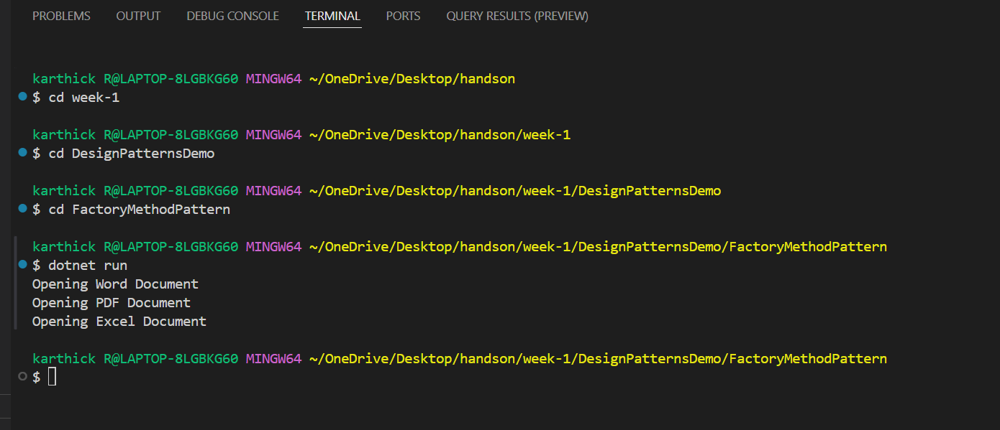 PROBLEMS OUTPUT DEBUG CONSOLE TERMINAL PORTS QUERY RESULTS (PREVIEW)
karthick R@LAPTOP-8LGBKG60 MINGW64 ~/OneDrive/Desktop/handson
$ cd week-1
karthick R@LAPTOP-8LGBKG60 MINGW64 ~/OneDrive/Desktop/handson/week-1
$ cd DesignPatternsDemo
karthick R@LAPTOP-8LGBKG60 MINGW64 ~/OneDrive/Desktop/handson/week-1/DesignPatternsDemo
$ cd FactoryMethodPattern
karthick R@LAPTOP-8LGBKG60 MINGW64 ~/OneDrive/Desktop/handson/week-1/DesignPatternsDemo/FactoryMethodPattern
$ dotnet run
Opening Word Document
Opening PDF Document
Opening Excel Document
karthick R@LAPTOP-8LGBKG60 MINGW64 ~/OneDrive/Desktop/handson/week-1/DesignPatternsDemo/FactoryMethodPattern
$